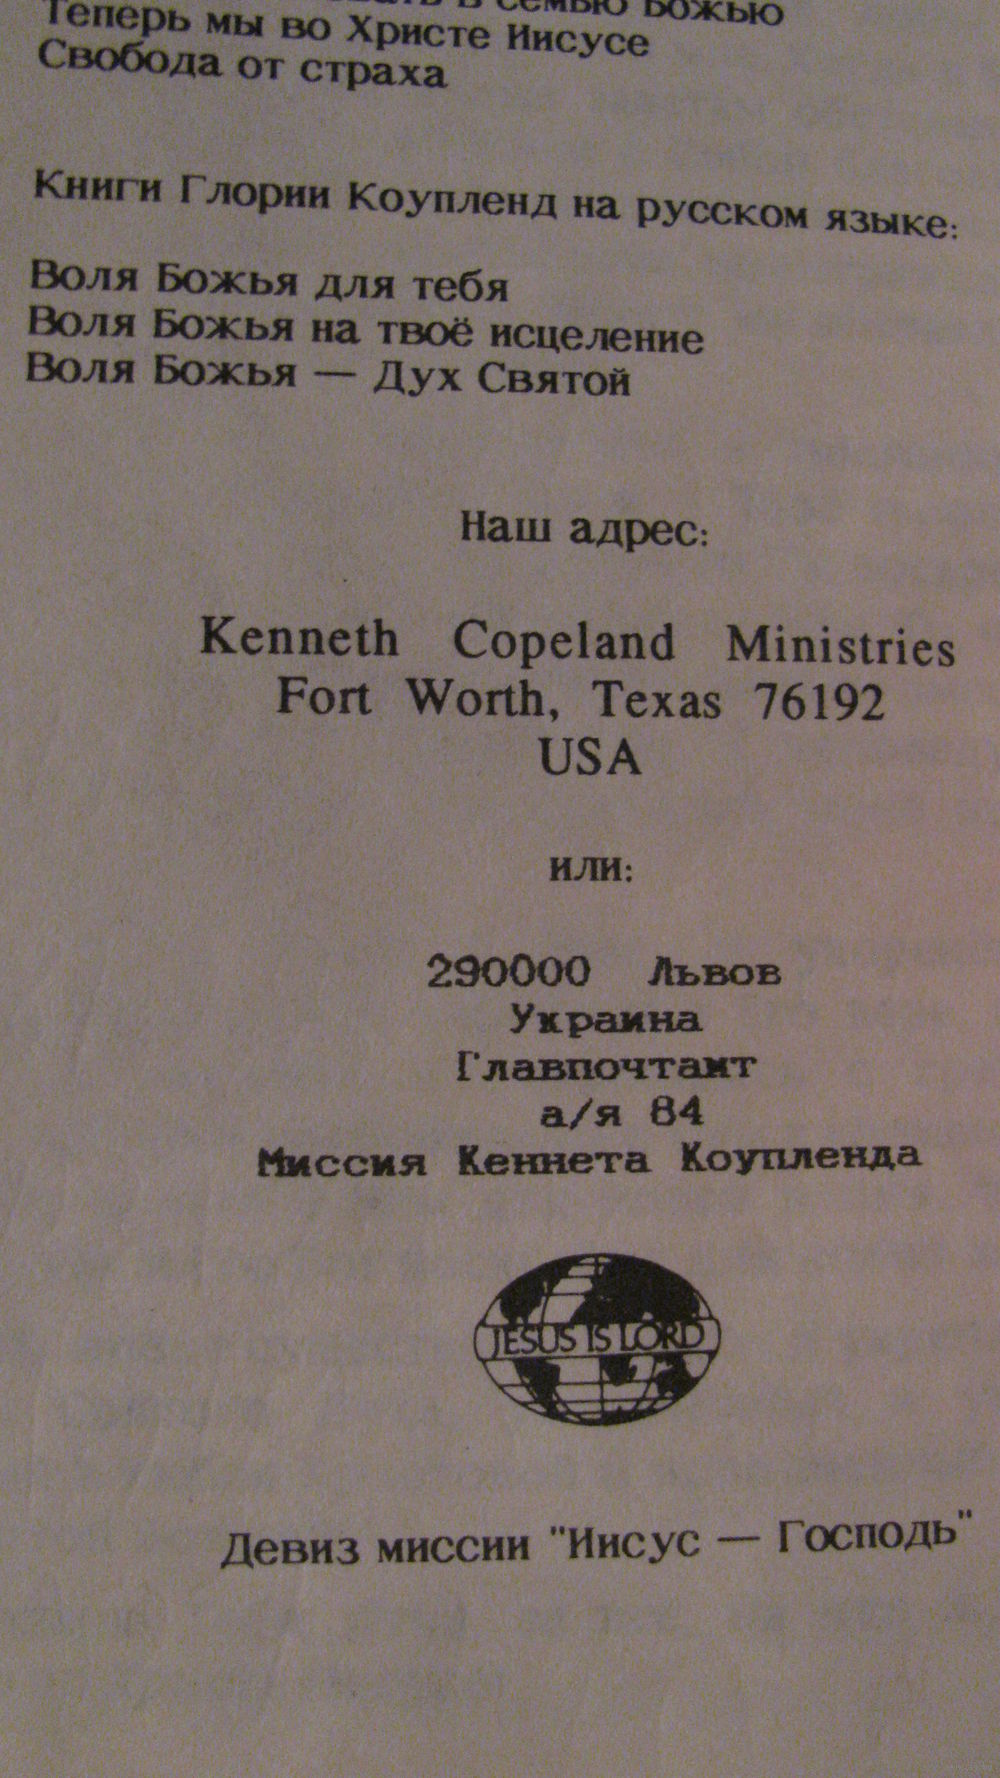 в семью Божью
Теперь мы во Христе Иисусе
Свобода от страха
Книги Глории Коупленд на русском языке:
Воля Божья для тебя
Воля Божья на твоё исцеление
Воля Божья — Дух Святой
Наш адрес:
Kenneth Copeland Ministries
Fort Worth, Texas 76192
USA
или:
290000 Львов
Украина
Главпочтамт
а/я 84
Миссия Кеннета Коупленда
JESUS IS LORD
Девиз миссии "Иисус — Господь"